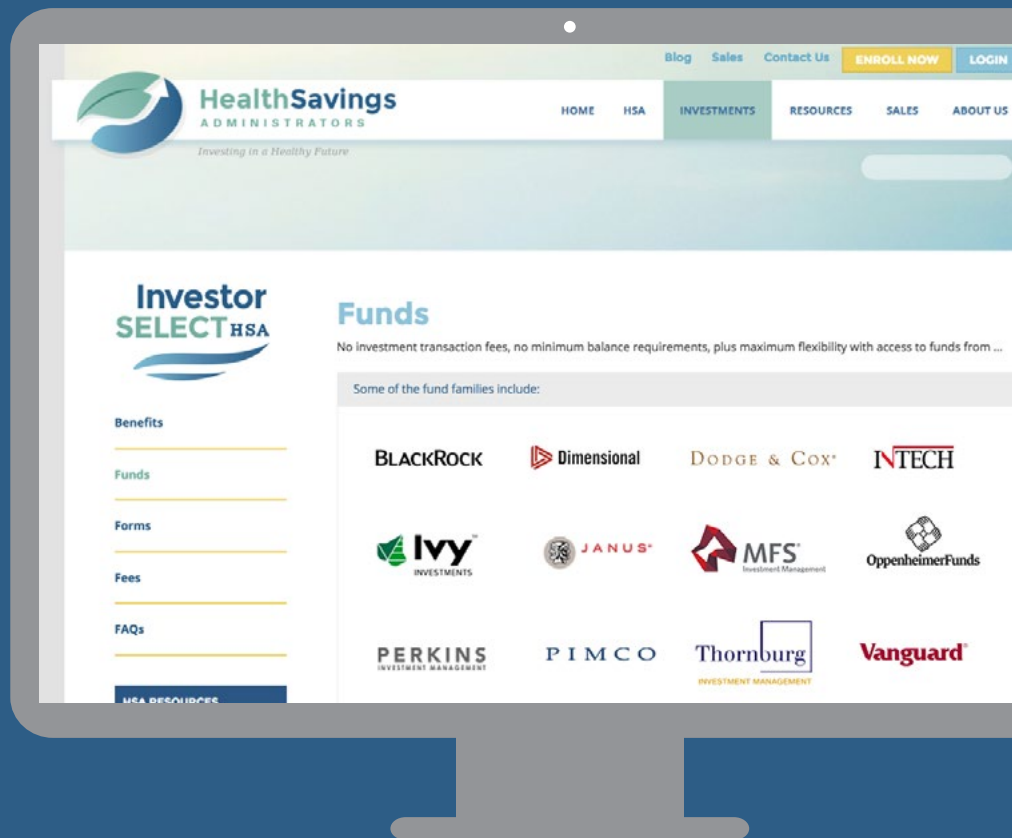 Blog Sales Contact Us ENROLL NOW LOGIN
HealthSavings
ADMINISTRATORS
Investing in a Healthy Future
HOME HSA INVESTMENTS RESOURCES SALES ABOUT US
Investor
SELECT HSA
Benefits
Funds
Forms
Fees
FAQs
HSA RESOURCES
Funds
No investment transaction fees, no minimum balance requirements, plus maximum flexibility with access to funds from ...
Some of the fund families include:
BLACKROCK Dimensional DODGE & COX® INTECH
Ivy™
INVESTMENTS
JANUS®
MFS®
Investment Management
OppenheimerFunds
PERKINS
INVESTMENT MANAGEMENT
PIMCO
Thornburg
INVESTMENT MANAGEMENT
Vanguard®